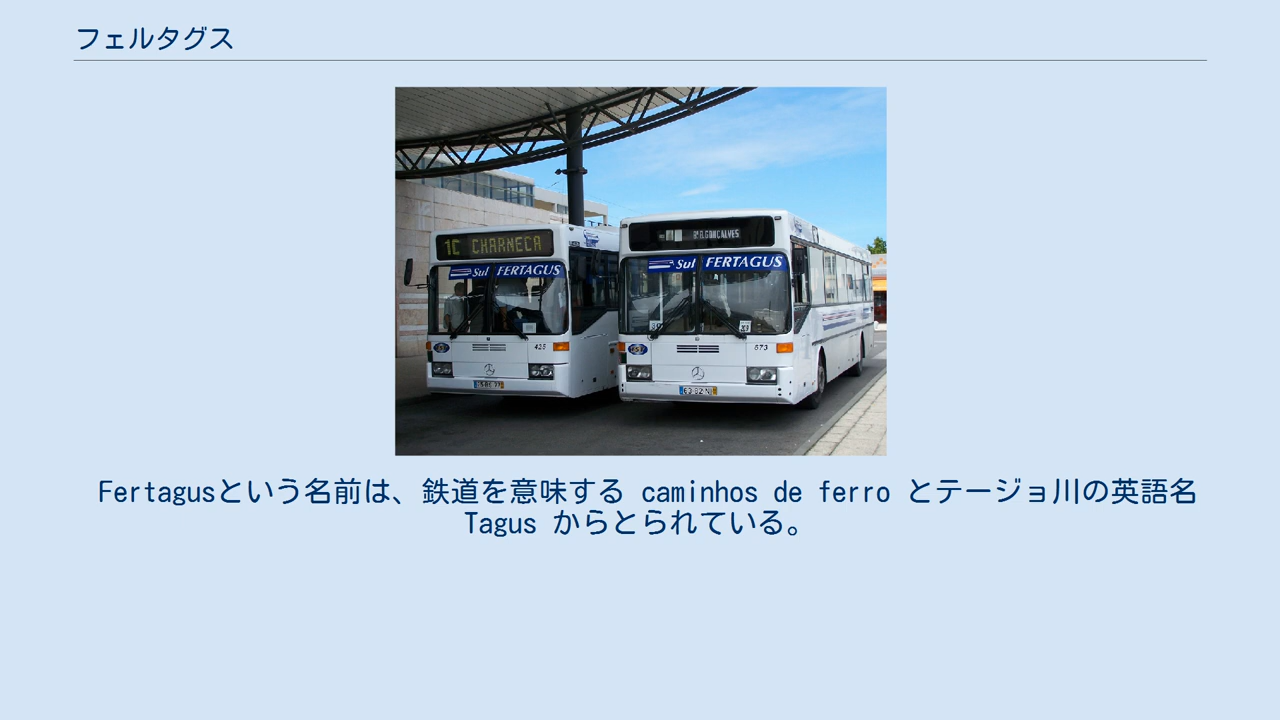 フェルタグス
1C CHARNECA
Sul FERTAGUS
425
Sul FERTAGUS
673
Fertagusという名前は、鉄道を意味する caminhos de ferro とテージョ川の英語名
Tagus からとられている。